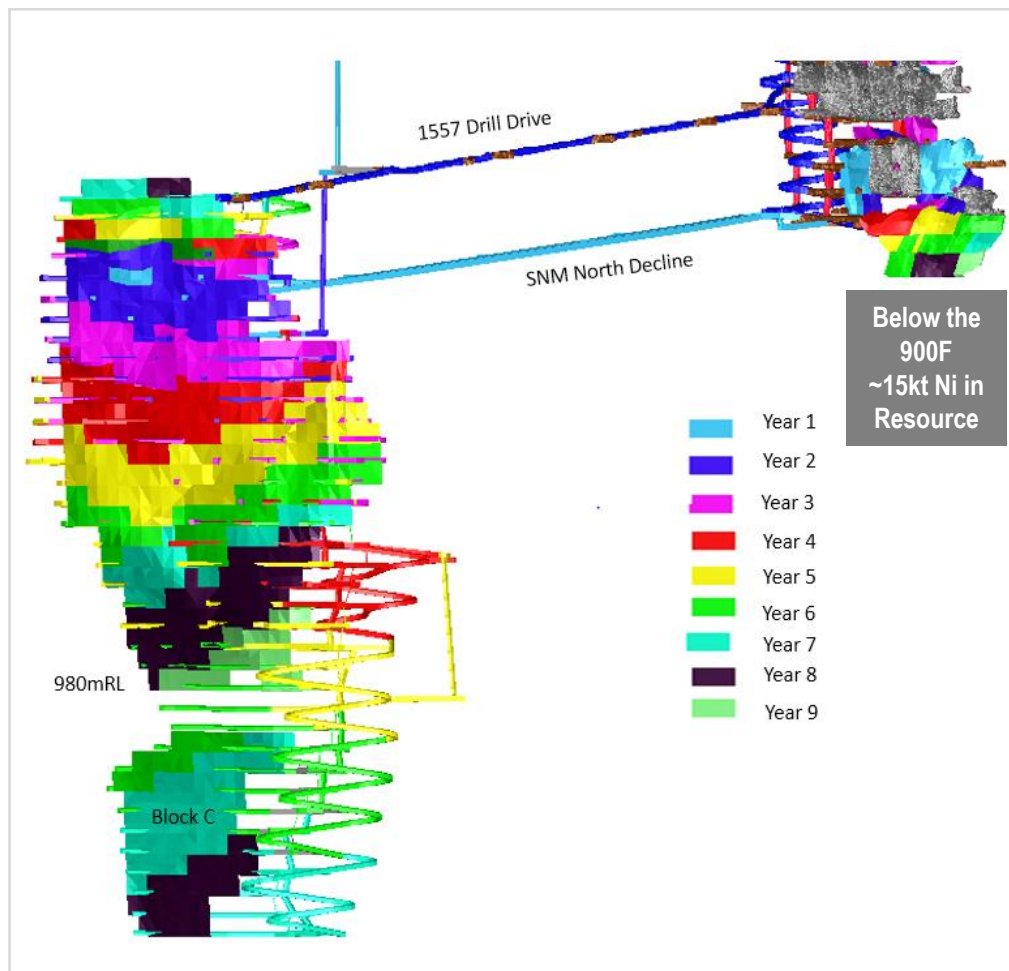 1557 Drill Drive
SNM North Decline
Below the
900F
~15kt Ni in
Resource
Year 1
Year 2
Year 3
Year 4
Year 5
Year 6
Year 7
Year 8
Year 9
980mRL
Block C